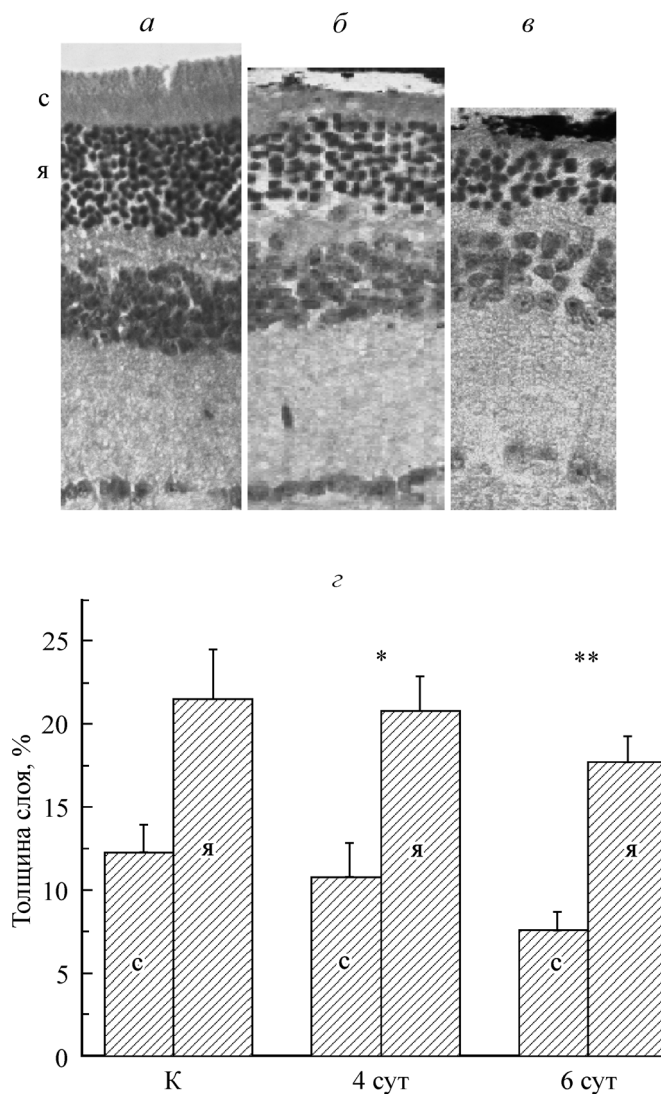 а б в
с
я
г
Толщина слоя, %
25
20
15
10
5
0
* **
я я я
с с с
К 4 сут 6 сут